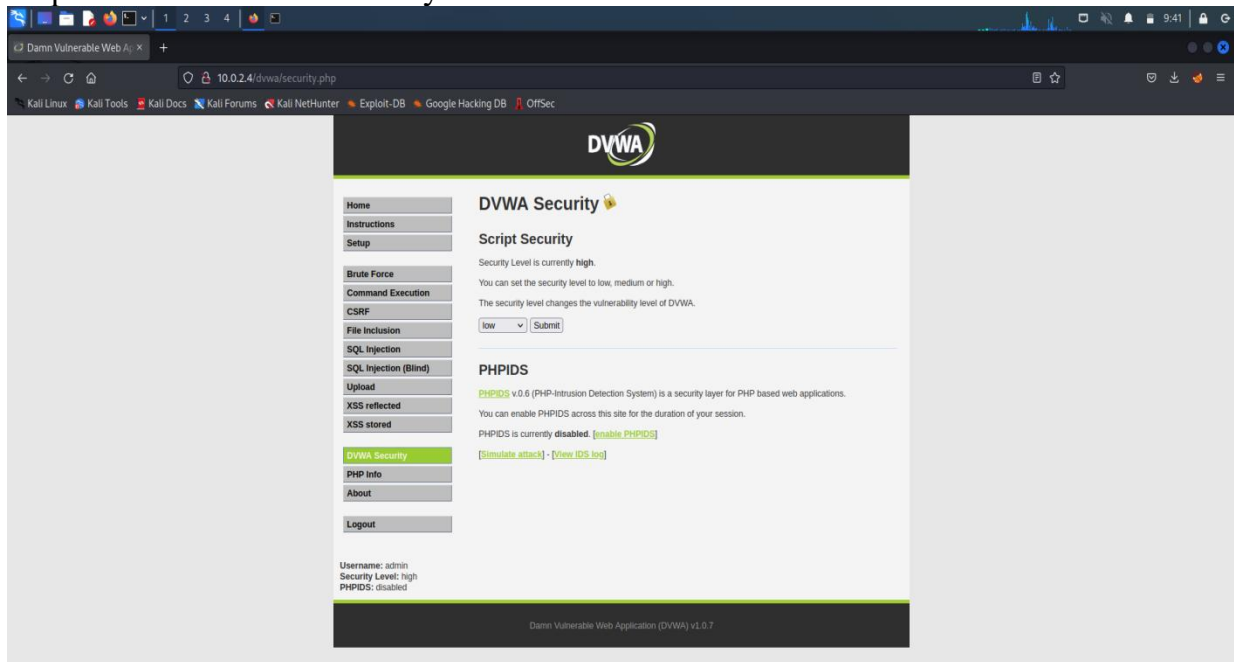 1 2 3 4
9:41
Damn Vulnerable Web Ap
10.0.2.4/dvwa/security.php
Kali Linux Kali Tools Kali Docs Kali Forums Kali NetHunter Exploit-DB Google Hacking DB OffSec
DVWA
Home
Instructions
Setup
Brute Force
Command Execution
CSRF
File Inclusion
SQL Injection
SQL Injection (Blind)
Upload
XSS reflected
XSS stored
DVWA Security
PHP Info
About
Logout
Username: admin
Security Level: high
PHPIDS: disabled
DVWA Security
Script Security
Security Level is currently high.
You can set the security level to low, medium or high.
The security level changes the vulnerability level of DVWA.
low Submit
PHPIDS
PHPIDS v.0.6 (PHP-Intrusion Detection System) is a security layer for PHP based web applications.
You can enable PHPIDS across this site for the duration of your session.
PHPIDS is currently disabled. [enable PHPIDS]
[Simulate attack] - [View IDS log]
Damn Vulnerable Web Application (DVWA) v1.0.7